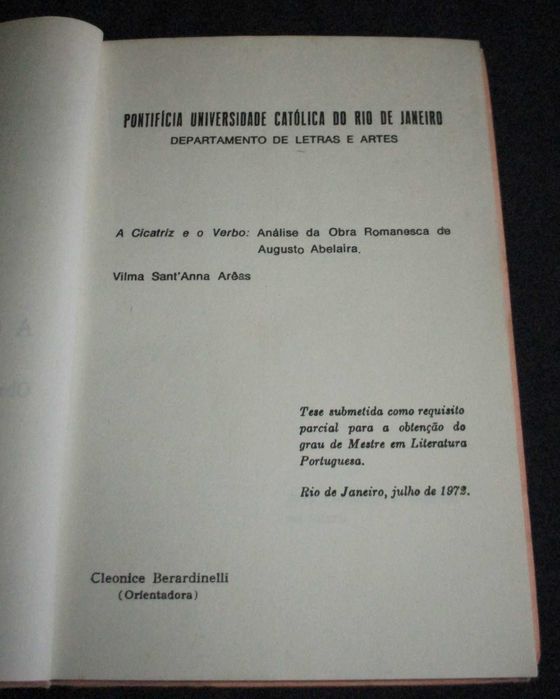 PONTIFÍCIA UNIVERSIDADE CATÓLICA DO RIO DE JANEIRO
DEPARTAMENTO DE LETRAS E ARTES
A Cicatriz e o Verbo: Análise da Obra Romanesca de
Augusto Abelaira.
Vilma Sant'Anna Arêas
Tese submetida como requisito
parcial para a obtenção do
grau de Mestre em Literatura
Portuguesa.
Rio de Janeiro, julho de 1972.
Cleonice Berardinelli
(Orientadora)